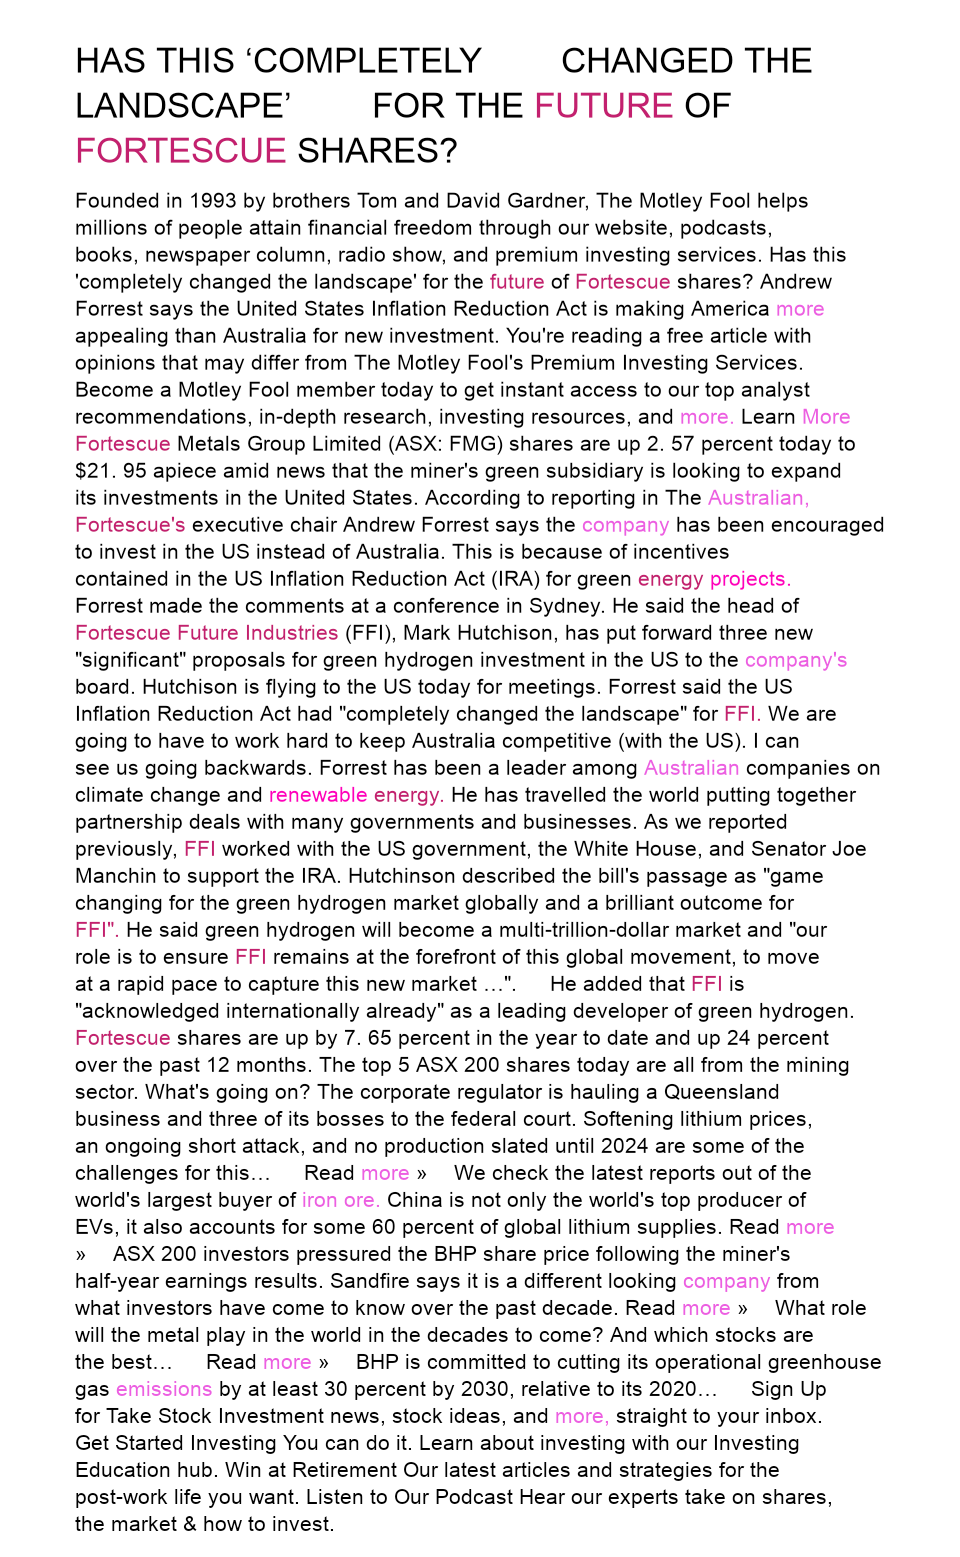 HAS THIS ‘COMPLETELY CHANGED THE
LANDSCAPE’ FOR THE FUTURE OF
FORTESCUE SHARES?
Founded in 1993 by brothers Tom and David Gardner, The Motley Fool helps
millions of people attain financial freedom through our website, podcasts,
books, newspaper column, radio show, and premium investing services. Has this
'completely changed the landscape' for the future of Fortescue shares? Andrew
Forrest says the United States Inflation Reduction Act is making America more
appealing than Australia for new investment. You're reading a free article with
opinions that may differ from The Motley Fool's Premium Investing Services.
Become a Motley Fool member today to get instant access to our top analyst
recommendations, in-depth research, investing resources, and more. Learn More
Fortescue Metals Group Limited (ASX: FMG) shares are up 2. 57 percent today to
$21. 95 apiece amid news that the miner's green subsidiary is looking to expand
its investments in the United States. According to reporting in The Australian,
Fortescue's executive chair Andrew Forrest says the company has been encouraged
to invest in the US instead of Australia. This is because of incentives
contained in the US Inflation Reduction Act (IRA) for green energy projects.
Forrest made the comments at a conference in Sydney. He said the head of
Fortescue Future Industries (FFI), Mark Hutchison, has put forward three new
"significant" proposals for green hydrogen investment in the US to the company's
board. Hutchison is flying to the US today for meetings. Forrest said the US
Inflation Reduction Act had "completely changed the landscape" for FFI. We are
going to have to work hard to keep Australia competitive (with the US). I can
see us going backwards. Forrest has been a leader among Australian companies on
climate change and renewable energy. He has travelled the world putting together
partnership deals with many governments and businesses. As we reported
previously, FFI worked with the US government, the White House, and Senator Joe
Manchin to support the IRA. Hutchinson described the bill's passage as "game
changing for the green hydrogen market globally and a brilliant outcome for
FFI". He said green hydrogen will become a multi-trillion-dollar market and "our
role is to ensure FFI remains at the forefront of this global movement, to move
at a rapid pace to capture this new market …". He added that FFI is
"acknowledged internationally already" as a leading developer of green hydrogen.
Fortescue shares are up by 7. 65 percent in the year to date and up 24 percent
over the past 12 months. The top 5 ASX 200 shares today are all from the mining
sector. What's going on? The corporate regulator is hauling a Queensland
business and three of its bosses to the federal court. Softening lithium prices,
an ongoing short attack, and no production slated until 2024 are some of the
challenges for this… Read more » We check the latest reports out of the
world's largest buyer of iron ore. China is not only the world's top producer of
EVs, it also accounts for some 60 percent of global lithium supplies. Read more
» ASX 200 investors pressured the BHP share price following the miner's
half-year earnings results. Sandfire says it is a different looking company from
what investors have come to know over the past decade. Read more » What role
will the metal play in the world in the decades to come? And which stocks are
the best… Read more » BHP is committed to cutting its operational greenhouse
gas emissions by at least 30 percent by 2030, relative to its 2020… Sign Up
for Take Stock Investment news, stock ideas, and more, straight to your inbox.
Get Started Investing You can do it. Learn about investing with our Investing
Education hub. Win at Retirement Our latest articles and strategies for the
post-work life you want. Listen to Our Podcast Hear our experts take on shares,
the market & how to invest.